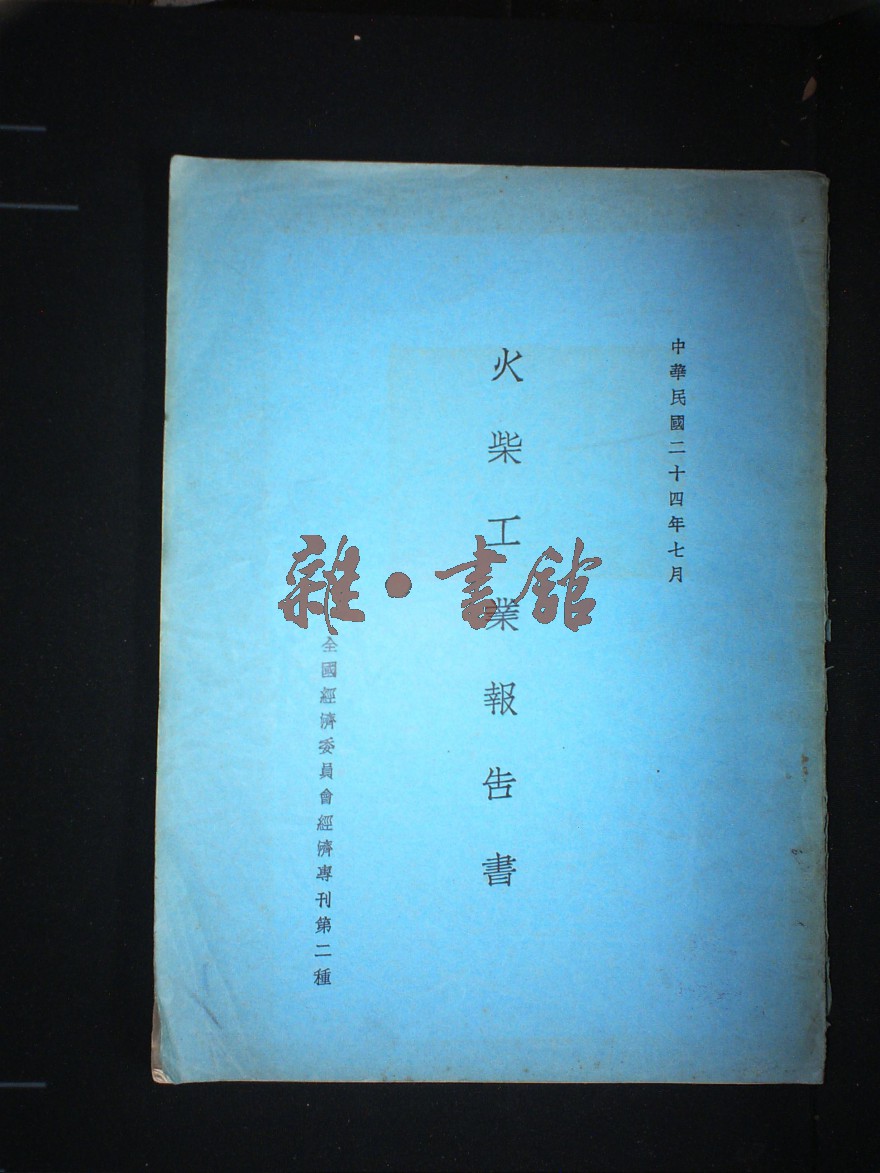 中華民國二十四年七月
火柴工業報告書
全國經濟委員會經濟專刊第二種
雜·書館